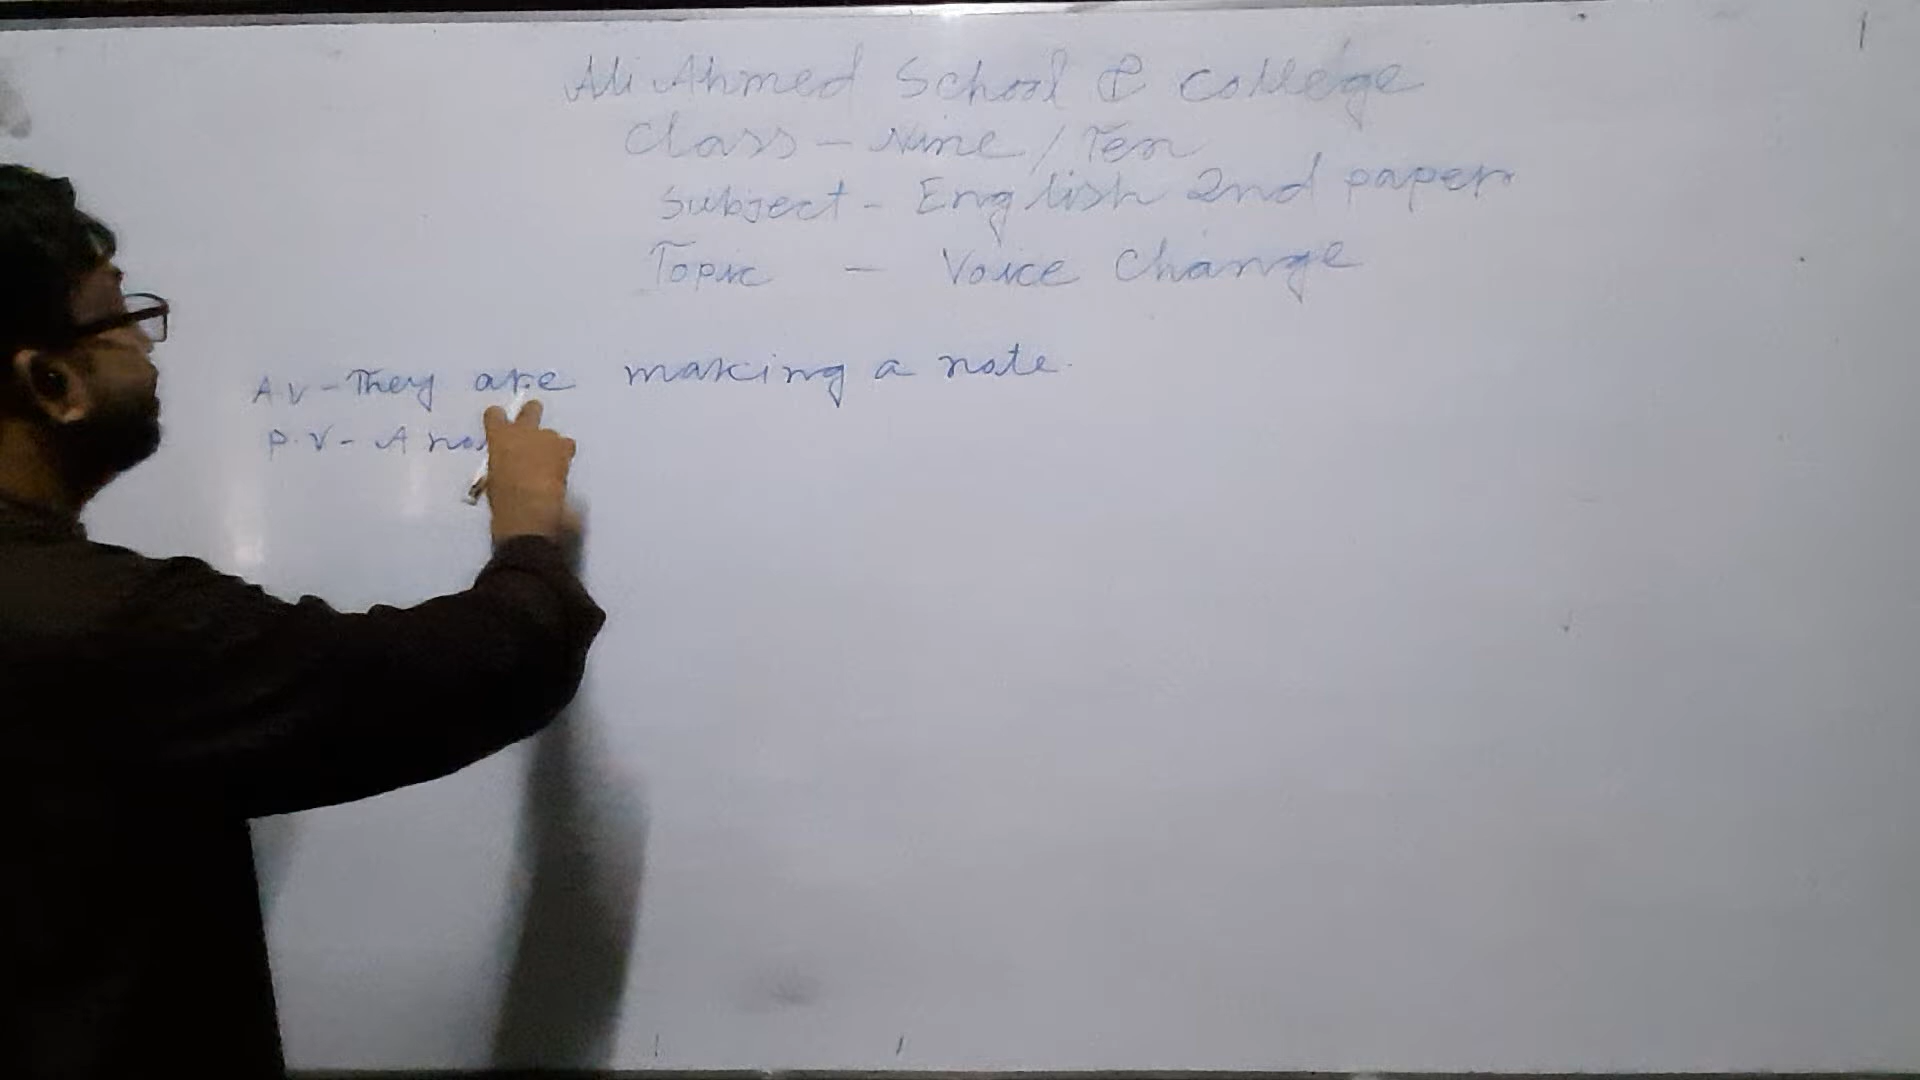 Ali Ahmed School & College
Class - Nine / Ten
Subject - English 2nd paper
Topic - Voice Change
A.V - They are making a note.
P.V - A no